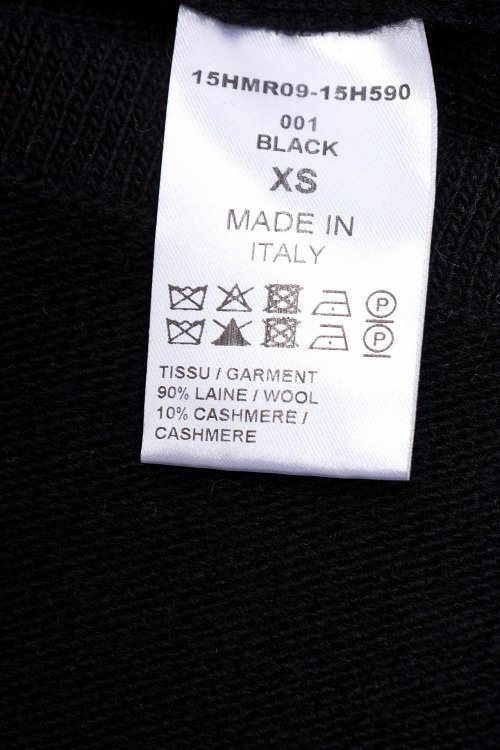 15HMR09-15H590
001
BLACK
XS
MADE IN
ITALY
P
P
TISSU / GARMENT
90% LAINE / WOOL
10% CASHMERE /
CASHMERE